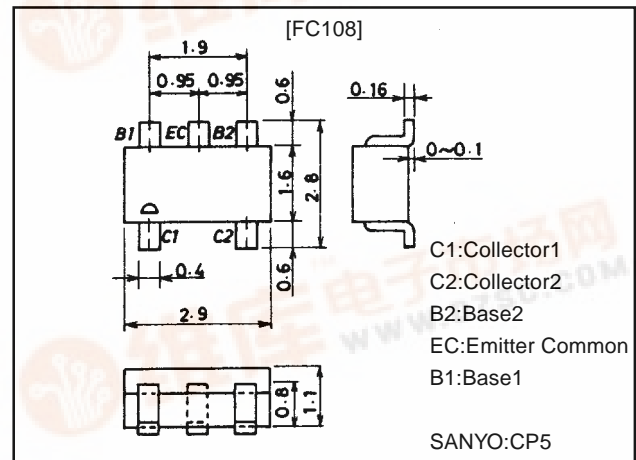 [FC108]
1.9
0.95 0.95
0.6
0.16
B1 EC B2
0~0.1
1.6
2.8
C1 C2
0.4
0.6
2.9
C1:Collector1
C2:Collector2
B2:Base2
EC:Emitter Common
B1:Base1
0.8
1.1
SANYO:CP5